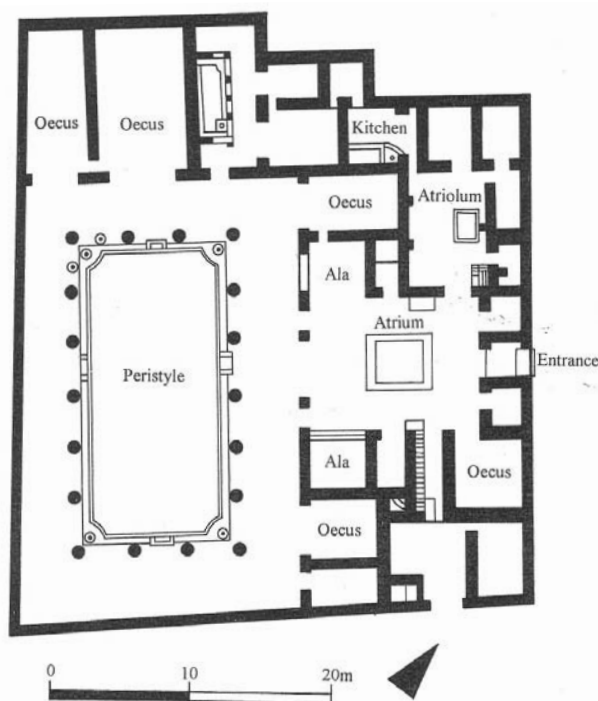 Oecus
Oecus
Kitchen
Oecus
Atriolum
Ala
Atrium
Entrance
Peristyle
Ala
Oecus
Oecus
0 10 20m